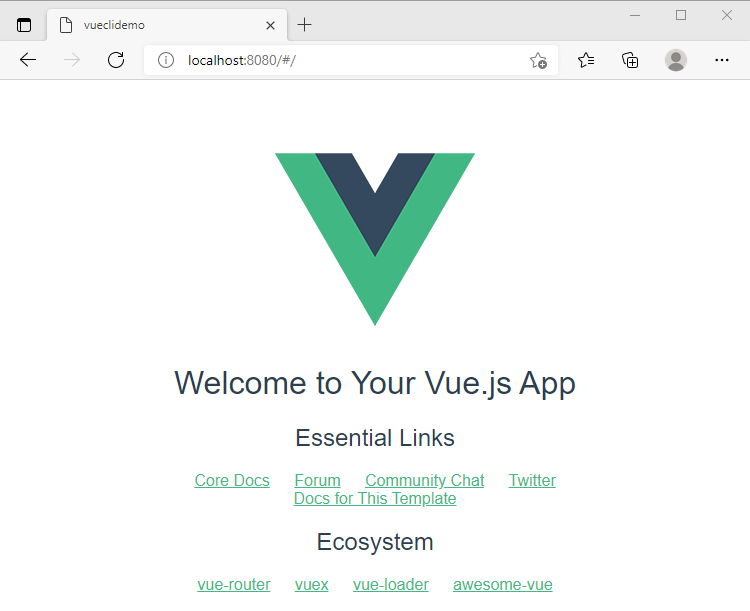 vueclidemo
localhost:8080/#/
Welcome to Your Vue.js App
Essential Links
Core Docs Forum Community Chat Twitter
Docs for This Template
Ecosystem
vue-router vuex vue-loader awesome-vue